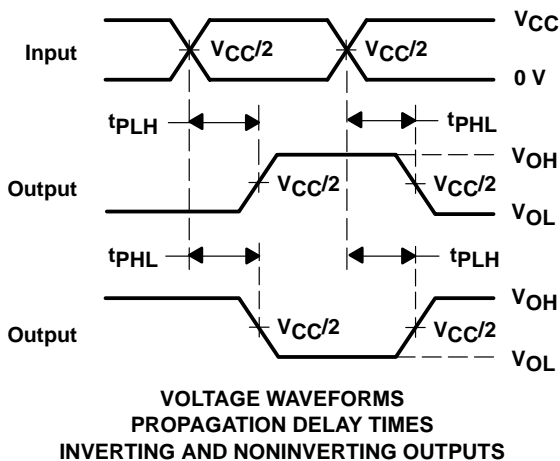 VCC
Input
VCC/2
VCC/2
0 V
tPLH
tPHL
VOH
Output
VCC/2
VCC/2
VOL
tPHL
tPLH
VOH
Output
VCC/2
VCC/2
VOL
VOLTAGE WAVEFORMS
PROPAGATION DELAY TIMES
INVERTING AND NONINVERTING OUTPUTS